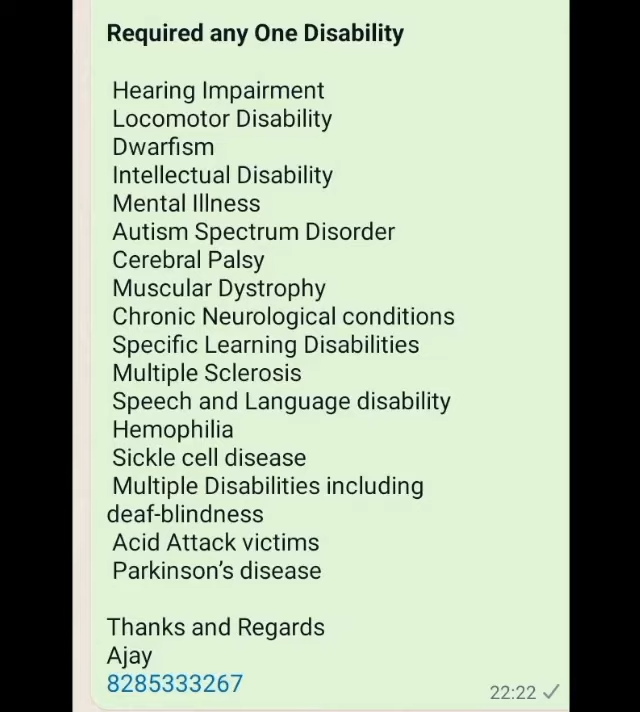 Required any One Disability
Hearing Impairment
Locomotor Disability
Dwarfism
Intellectual Disability
Mental Illness
Autism Spectrum Disorder
Cerebral Palsy
Muscular Dystrophy
Chronic Neurological conditions
Specific Learning Disabilities
Multiple Sclerosis
Speech and Language disability
Hemophilia
Sickle cell disease
Multiple Disabilities including
deaf-blindness
Acid Attack victims
Parkinson’s disease
Thanks and Regards
Ajay
8285333267
22:22